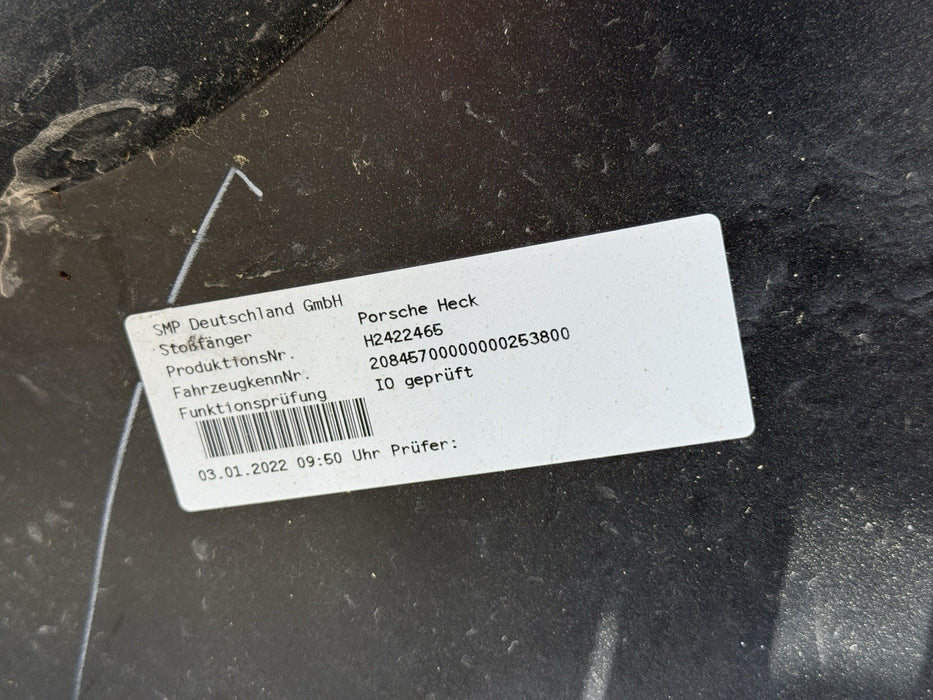 SMP Deutschland GmbH
Stoßfänger Porsche Heck
ProduktionsNr. H2422465
FahrzeugkennNr. 20845700000000253800
Funktionsprüfung IO geprüft
03.01.2022 09:50 Uhr Prüfer: